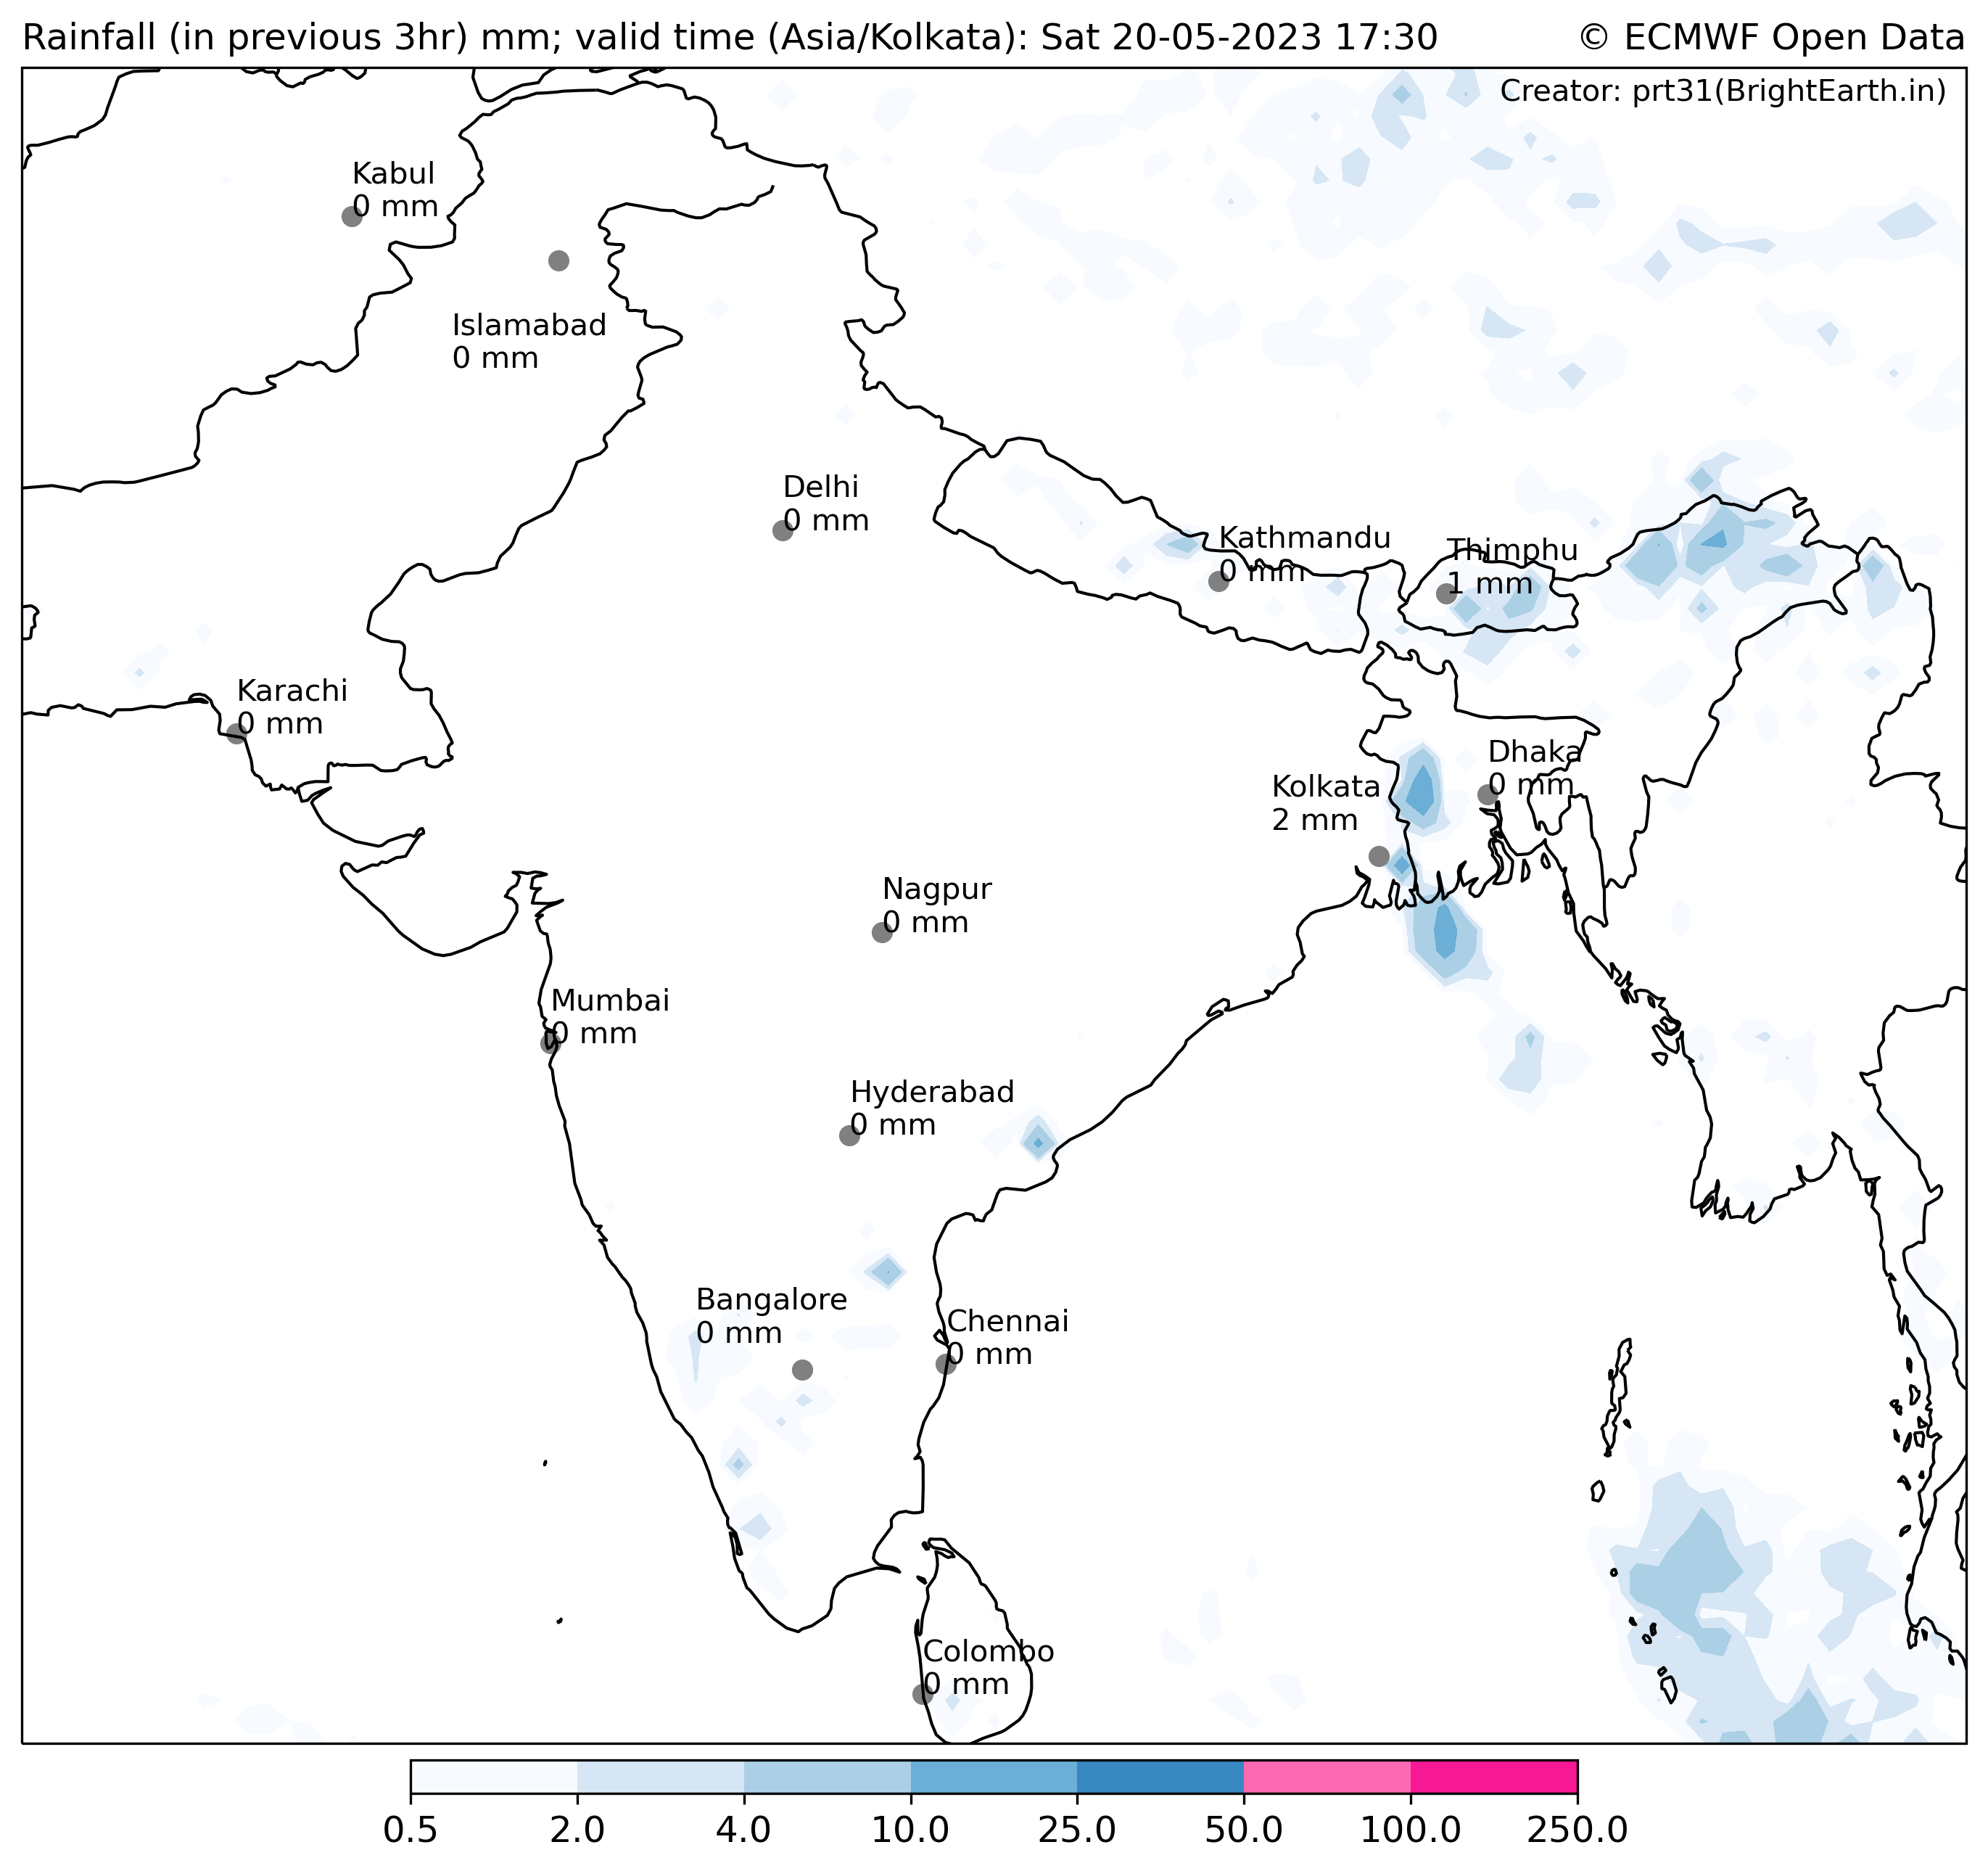 Rainfall (in previous 3hr) mm; valid time (Asia/Kolkata): Sat 20-05-2023 17:30
© ECMWF Open Data
Creator: prt31(BrightEarth.in)
Kabul
0 mm
Islamabad
0 mm
Delhi
0 mm
Kathmandu
0 mm
Thimphu
1 mm
Karachi
0 mm
Dhaka
0 mm
Kolkata
2 mm
Nagpur
0 mm
Mumbai
0 mm
Hyderabad
0 mm
Bangalore
0 mm
Chennai
0 mm
Colombo
0 mm
0.5 2.0 4.0 10.0 25.0 50.0 100.0 250.0